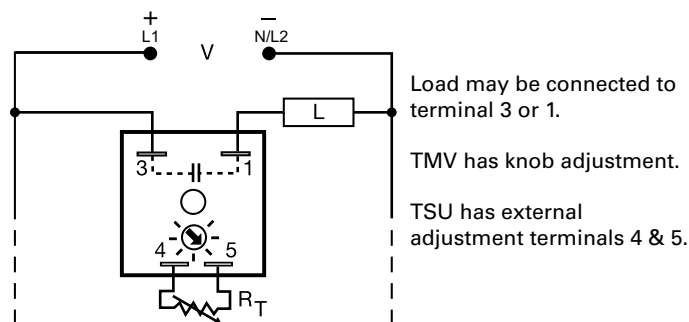 +
L1
V
–
N/L2
L
Load may be connected to
terminal 3 or 1.
3
1
TMV has knob adjustment.
TSU has external
adjustment terminals 4 & 5.
4
5
RT